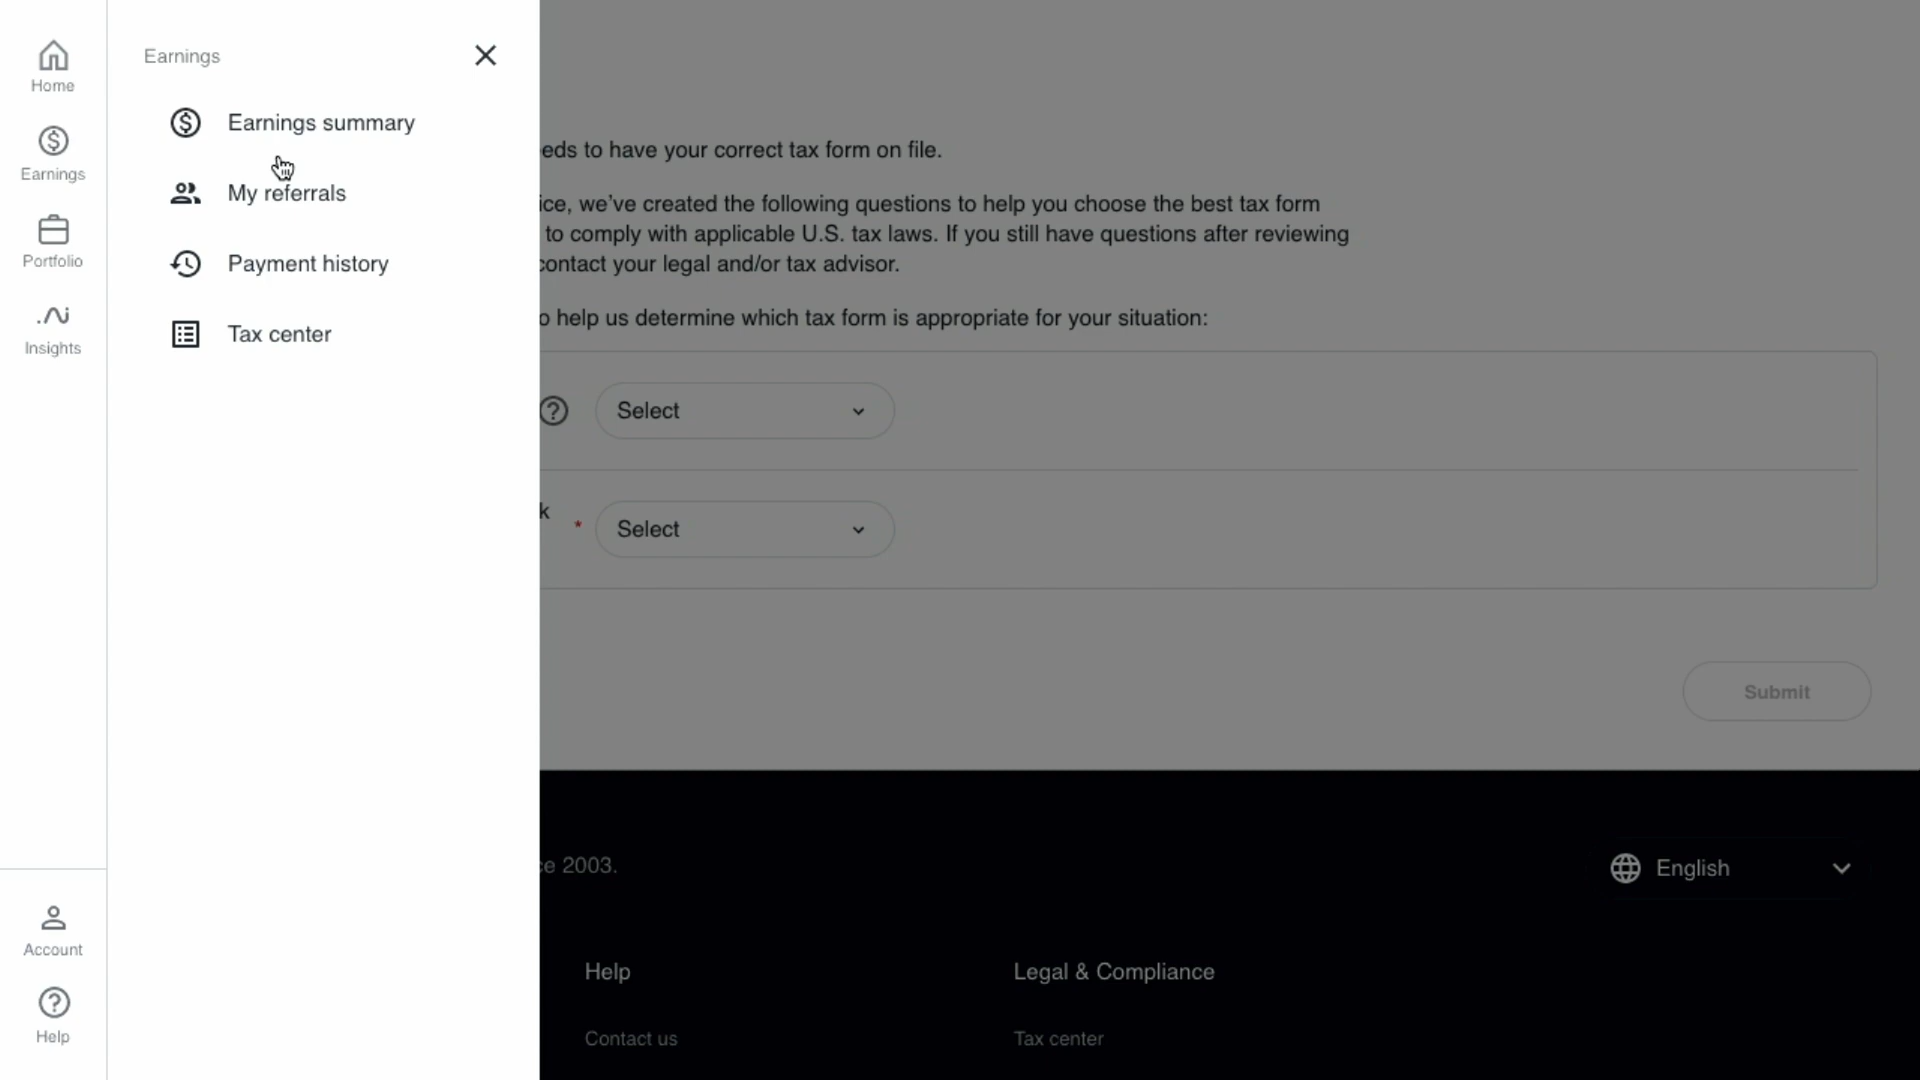 Home
Earnings
Portfolio
Insights
Account
Help
Earnings
Earnings summary
My referrals
Payment history
Tax center
eds to have your correct tax form on file.
ice, we’ve created the following questions to help you choose the best tax form
to comply with applicable U.S. tax laws. If you still have questions after reviewing
contact your legal and/or tax advisor.
o help us determine which tax form is appropriate for your situation:
Select
k * Select
Submit
ce 2003.
English
Help
Legal & Compliance
Contact us
Tax center